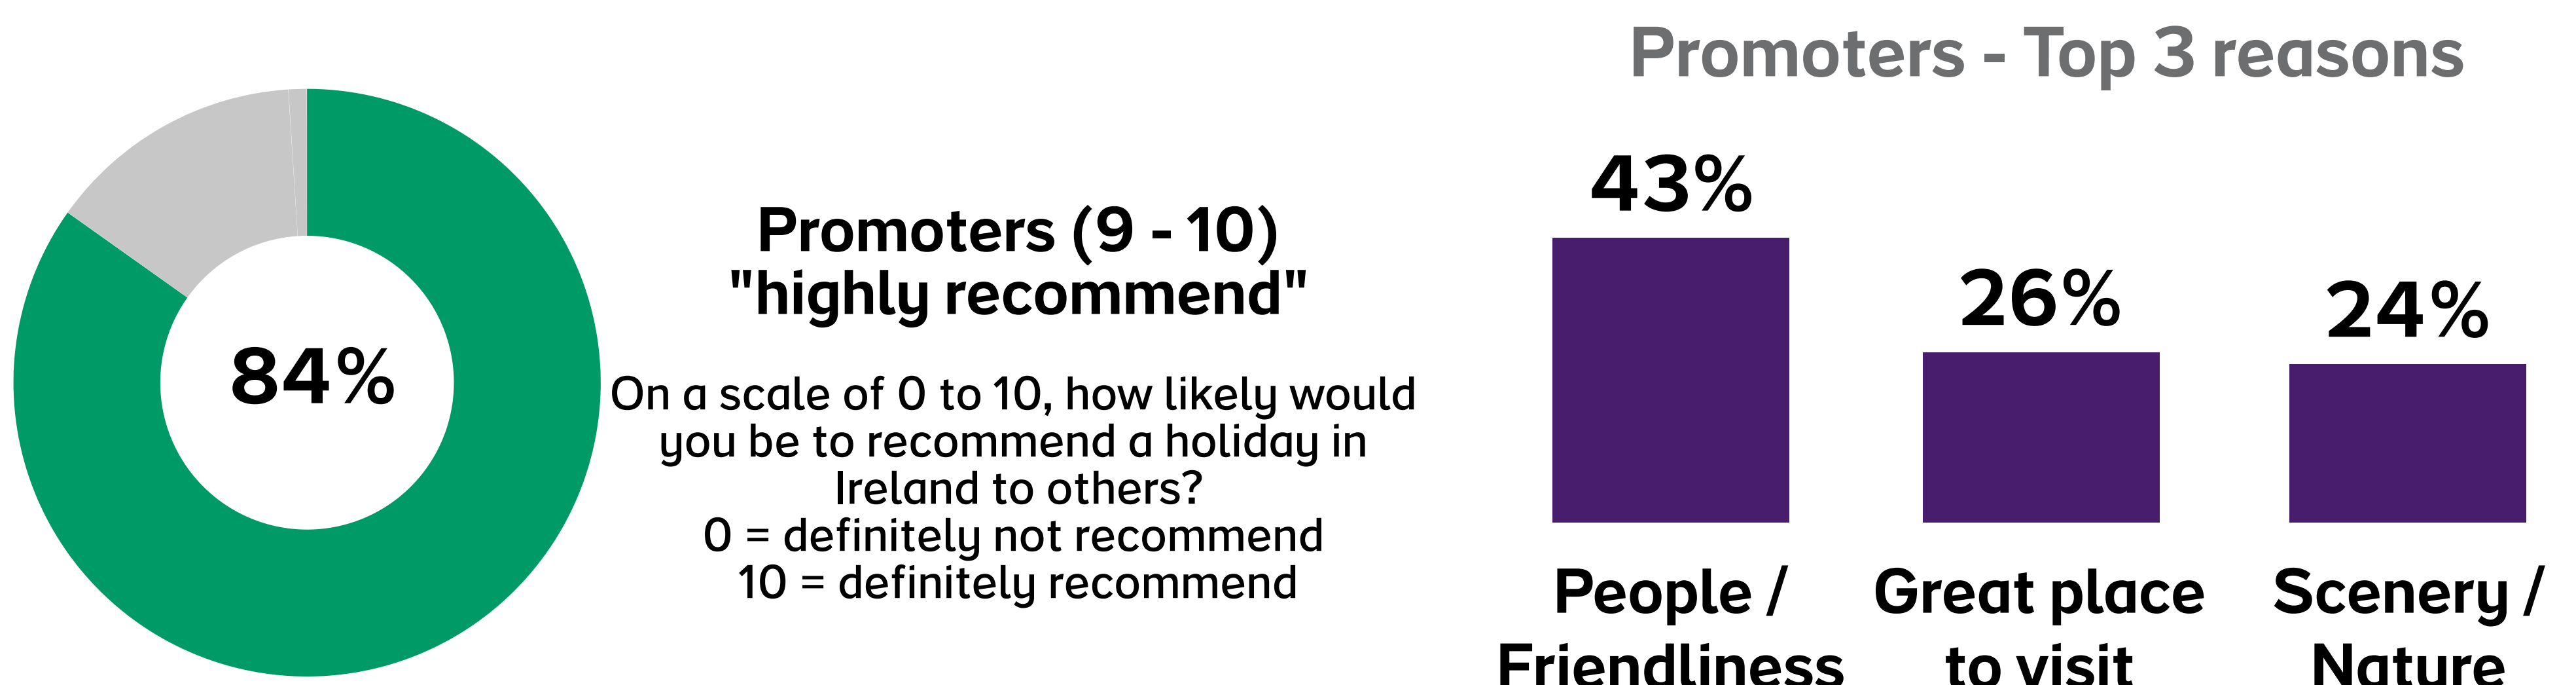 84%
Promoters (9 - 10)
"highly recommend"
On a scale of 0 to 10, how likely would
you be to recommend a holiday in
Ireland to others?
0 = definitely not recommend
10 = definitely recommend
Promoters - Top 3 reasons
43%
26%
24%
People /
Friendliness
Great place
to visit
Scenery /
Nature